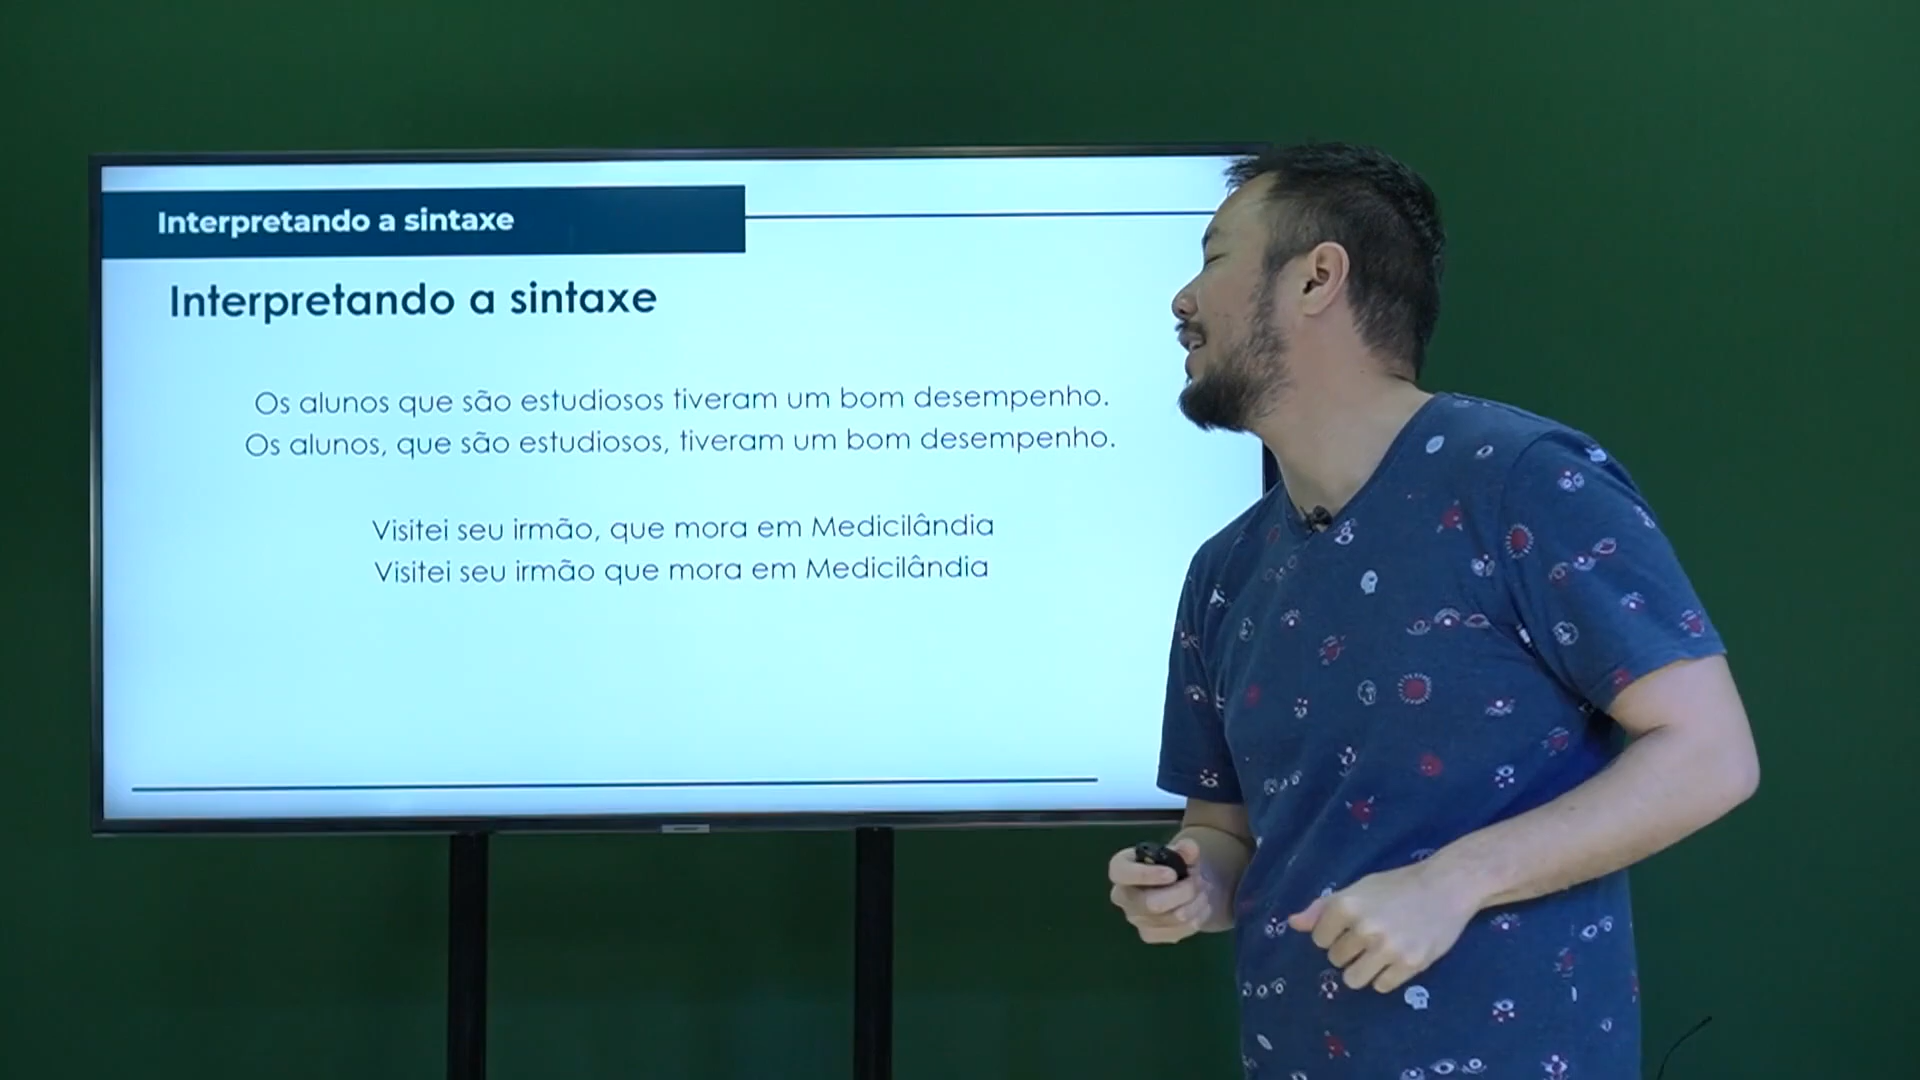 Interpretando a sintaxe
Interpretando a sintaxe
Os alunos que são estudiosos tiveram um bom desempenho.
Os alunos, que são estudiosos, tiveram um bom desempenho.
Visitei seu irmão, que mora em Medicilândia
Visitei seu irmão que mora em Medicilândia